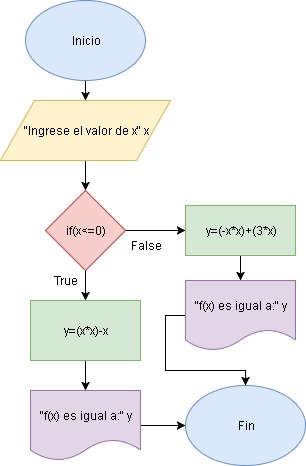 Inicio
"Ingrese el valor de x" x
if(x<=0)
False
y=(-x*x)+(3*x)
True
"f(x) es igual a:" y
y=(x*x)-x
"f(x) es igual a:" y
Fin